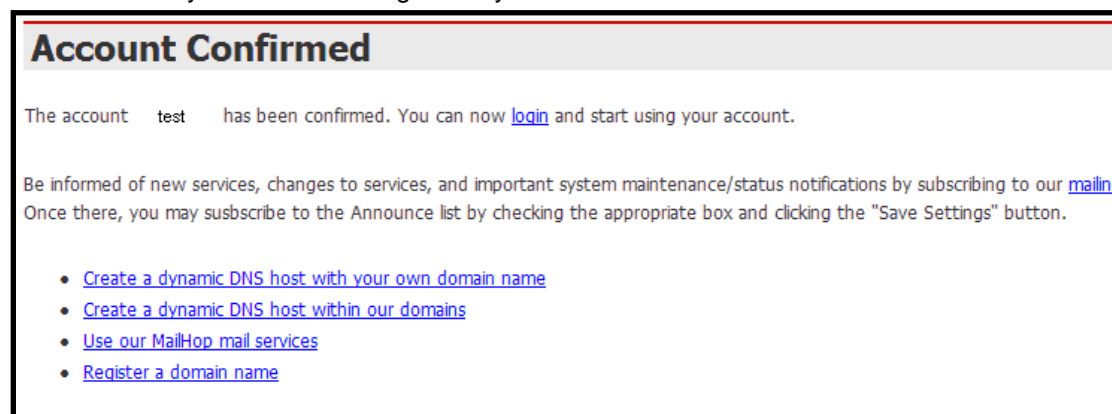 Account Confirmed
The account test has been confirmed. You can now login and start using your account.
Be informed of new services, changes to services, and important system maintenance/status notifications by subscribing to our
Once there, you may susbscribe to the Announce list by checking the appropriate box and clicking the "Save Settings" button.
• Create a dynamic DNS host with your own domain name
• Create a dynamic DNS host within our domains
• Use our MailHop mail services
• Register a domain name